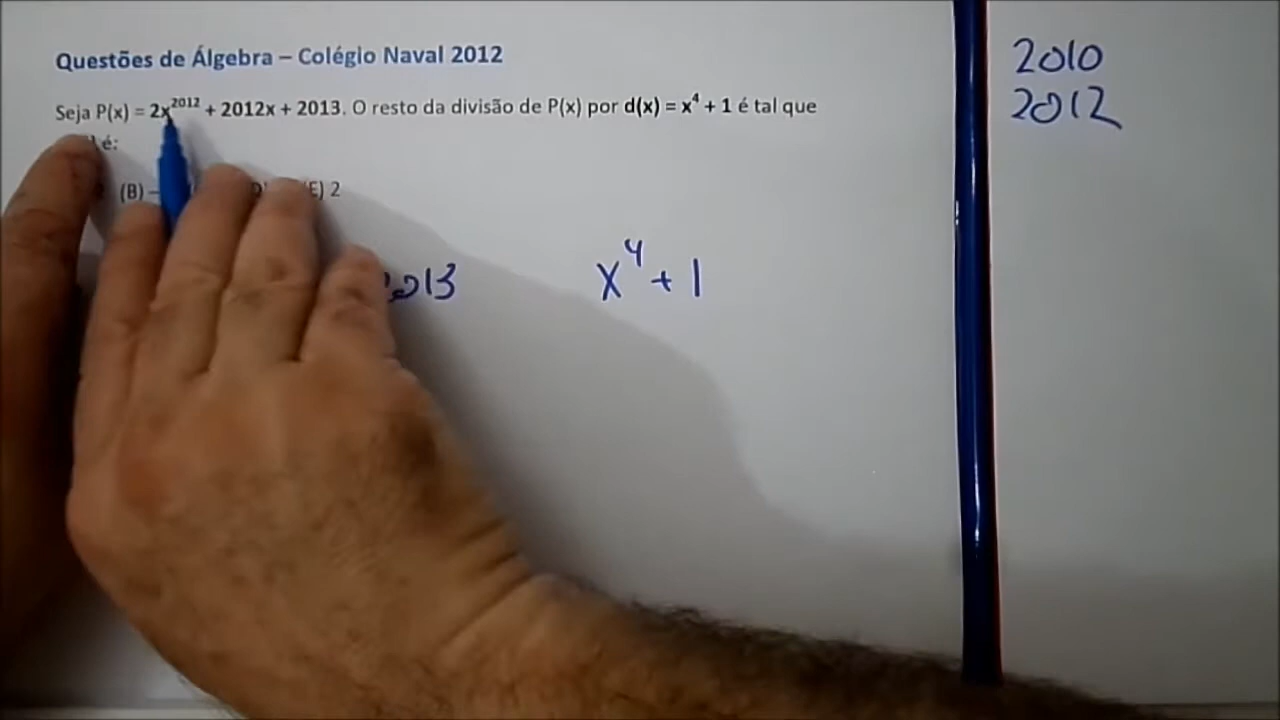 Questões de Álgebra – Colégio Naval 2012
Seja P(x) = 2x²⁰¹² + 2012x + 2013. O resto da divisão de P(x) por d(x) = x⁴ + 1 é tal que
é:
(B) – E) 2
2013 x⁴ + 1
2010
2012